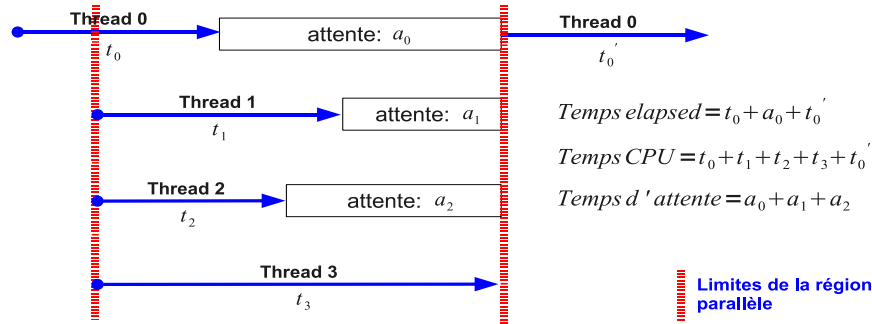 Thread 0
attente: a₀
Thread 0
t₀
t₀′
Thread 1
attente: a₁
t₁
Temps elapsed = t₀ + a₀ + t₀′
Temps CPU = t₀ + t₁ + t₂ + t₃ + t₀′
Thread 2
attente: a₂
t₂
Temps d ' attente = a₀ + a₁ + a₂
Thread 3
t₃
Limites de la région
parallèle